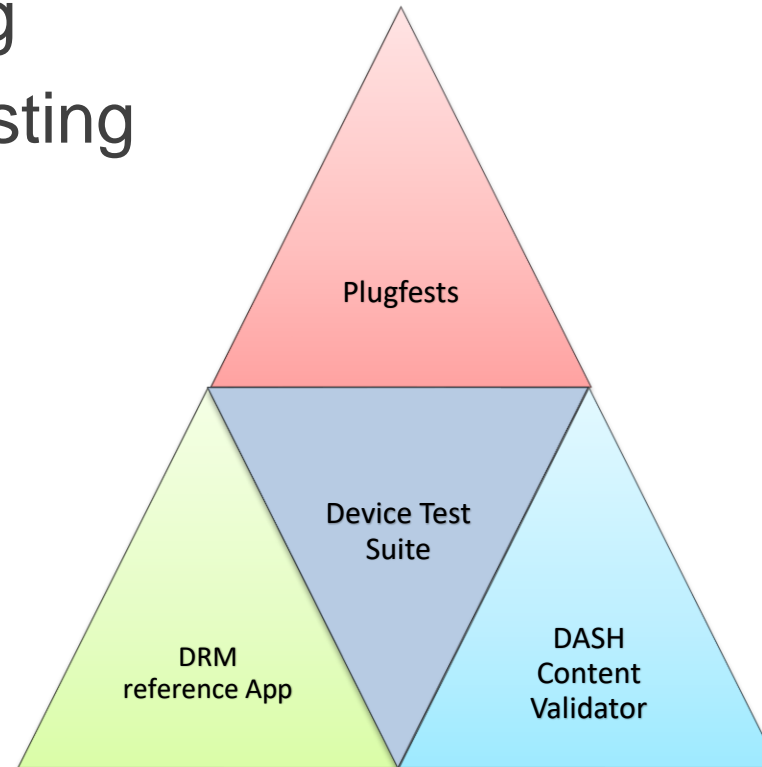 g
sting
Plugfests
Device Test
Suite
DRM
reference App
DASH
Content
Validator